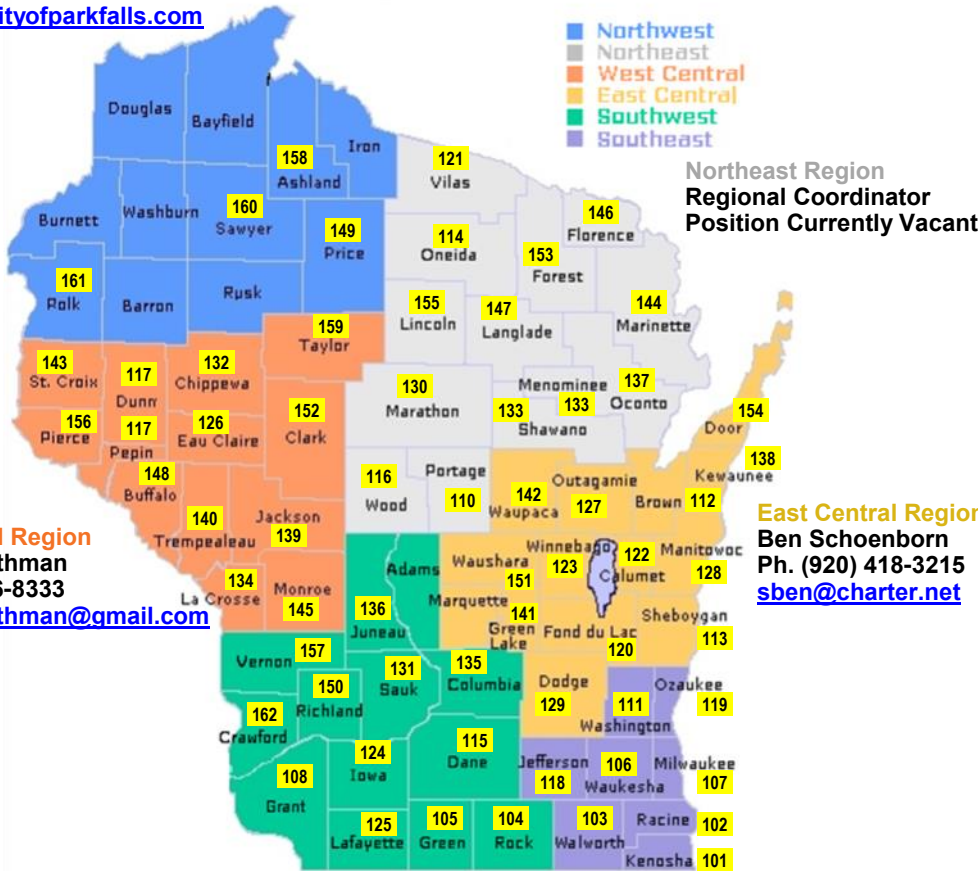 ityofparkfalls.com
Northwest
Northeast
West Central
East Central
Southwest
Southeast
Northeast Region
Regional Coordinator
Position Currently Vacant
Douglas
Bayfield
Iron
158
Ashland
121
Vilas
Burnett
Washburn
160
Sawyer
149
Price
114
Oneida
146
Florence
153
Forest
161
Polk
Barron
Rusk
155
Lincoln
147
Langlade
144
Marinette
159
Taylor
143
St. Croix
117
Dunn
132
Chippewa
130
Marathon
Menominee
133
133
Shawano
137
Oconto
156
Pierce
117
Pepin
126
Eau Claire
152
Clark
154
Door
138
Kewaunee
148
Buffalo
116
Wood
Portage
110
142
Waupaca
Outagamie
127
Brown
112
140
Trempealeau
Jackson
139
East Central Region
Ben Schoenborn
Ph. (920) 418-3215
sben@charter.net
l Region
thman
6-8333
thman@gmail.com
134
La Crosse
Monroe
145
Adams
136
Juneau
Waushara
151
Winnebago
123
122
Calumet
Manitowoc
128
Marquette
141
Green
Lake
Fond du Lac
120
Sheboygan
113
Vernon
157
150
Richland
131
Sauk
135
Columbia
Dodge
129
111
Washington
Ozaukee
119
162
Crawford
124
Iowa
115
Dane
Jefferson
118
106
Waukesha
Milwaukee
107
108
Grant
125
Lafayette
105
Green
104
Rock
103
Walworth
Racine
102
Kenosha
101